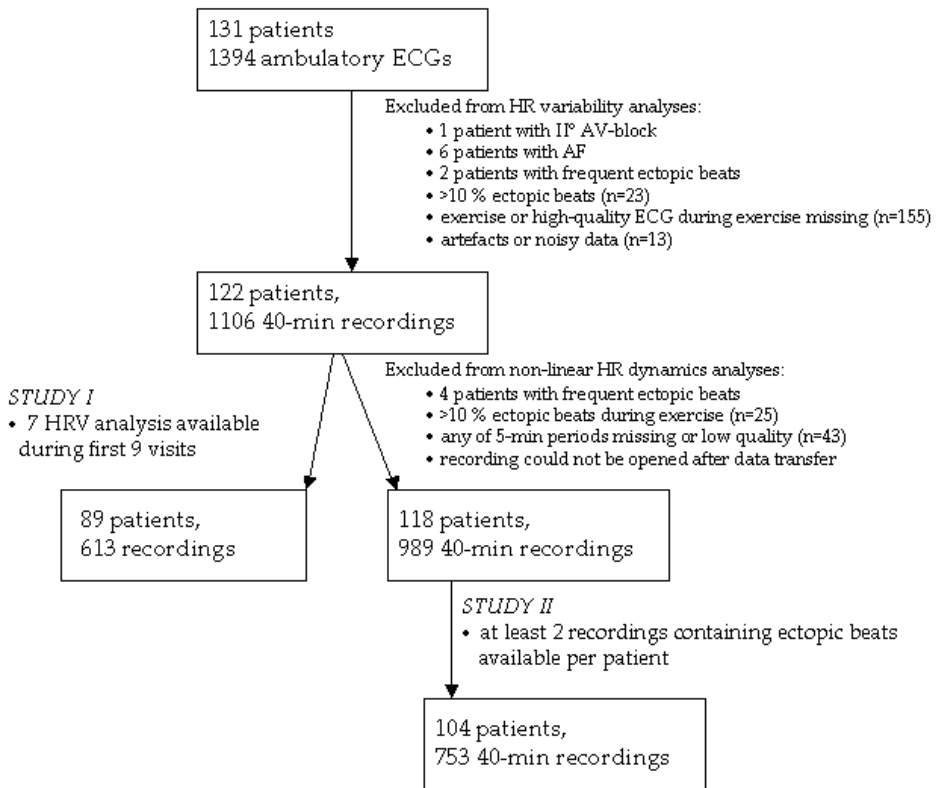 131 patients
1394 ambulatory ECGs
Excluded from HR variability analyses:
• 1 patient with II° AV-block
• 6 patients with AF
• 2 patients with frequent ectopic beats
• >10 % ectopic beats (n=23)
• exercise or high-quality ECG during exercise missing (n=155)
• artefacts or noisy data (n=13)
122 patients,
1106 40-min recordings
Excluded from non-linear HR dynamics analyses:
• 4 patients with frequent ectopic beats
• >10 % ectopic beats during exercise (n=25)
• any of 5-min periods missing or low quality (n=43)
• recording could not be opened after data transfer
STUDY I
• 7 HRV analysis available
during first 9 visits
89 patients,
613 recordings
118 patients,
989 40-min recordings
STUDY II
• at least 2 recordings containing ectopic beats
available per patient
104 patients,
753 40-min recordings